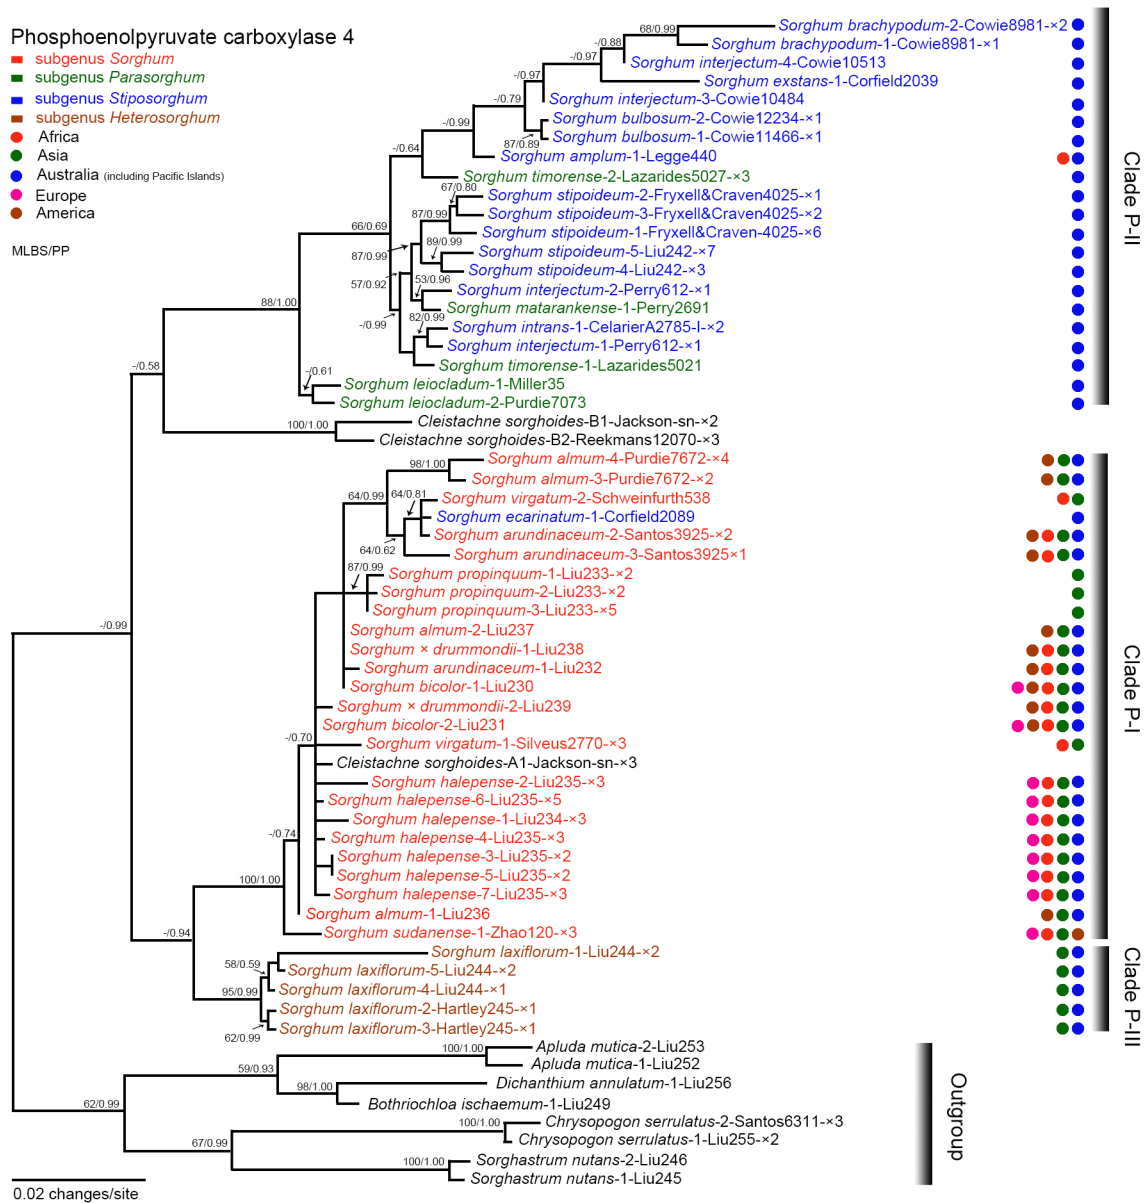 Phosphoenolpyruvate carboxylase 4
subgenus Sorghum
subgenus Parasorghum
subgenus Stiposorghum
subgenus Heterosorghum
Africa
Asia
Australia (including Pacific Islands)
Europe
America
MLBS/PP
68/0.99
Sorghum brachypodum-2-Cowie8981-×2
-/0.88
Sorghum brachypodum-1-Cowie8981-×1
-/0.97
Sorghum interjectum-4-Cowie10513
-/0.97
Sorghum exstans-1-Corfield2039
-/0.79
Sorghum interjectum-3-Cowie10484
Sorghum bulbosum-2-Cowie12234-×1
87/0.89
Sorghum bulbosum-1-Cowie11466-×1
-/0.99
Sorghum amplum-1-Legge440
-/0.64
Sorghum timorense-2-Lazarides5027-×3
67/0.80
Sorghum stipoideum-2-Fryxell&Craven4025-×1
87/0.99
Sorghum stipoideum-3-Fryxell&Craven4025-×2
66/0.69
Sorghum stipoideum-1-Fryxell&Craven-4025-×6
87/0.99
89/0.99
Sorghum stipoideum-5-Liu242-×7
Sorghum stipoideum-4-Liu242-×3
57/0.92
53/0.96
Sorghum interjectum-2-Perry612-×1
Sorghum matarankense-1-Perry2691
-/0.99
82/0.99
Sorghum intrans-1-CelarierA2785-I-×2
Sorghum interjectum-1-Perry612-×1
Sorghum timorense-1-Lazarides5021
88/1.00
-/0.61
Sorghum leiocladum-1-Miller35
Sorghum leiocladum-2-Purdie7073
Clade P-II
-/0.58
100/1.00
Cleistachne sorghoides-B1-Jackson-sn-×2
Cleistachne sorghoides-B2-Reekmans12070-×3
98/1.00
Sorghum almum-4-Purdie7672-×4
Sorghum almum-3-Purdie7672-×2
64/0.99
64/0.81
Sorghum virgatum-2-Schweinfurth538
Sorghum ecarinatum-1-Corfield2089
Sorghum arundinaceum-2-Santos3925-×2
64/0.62
Sorghum arundinaceum-3-Santos3925×1
87/0.99
Sorghum propinquum-1-Liu233-×2
Sorghum propinquum-2-Liu233-×2
Sorghum propinquum-3-Liu233-×5
-/0.99
Sorghum almum-2-Liu237
Sorghum × drummondii-1-Liu238
Sorghum arundinaceum-1-Liu232
Sorghum bicolor-1-Liu230
Sorghum × drummondii-2-Liu239
Sorghum bicolor-2-Liu231
-/0.70
Sorghum virgatum-1-Silveus2770-×3
Cleistachne sorghoides-A1-Jackson-sn-×3
Sorghum halepense-2-Liu235-×3
Sorghum halepense-6-Liu235-×5
Sorghum halepense-1-Liu234-×3
-/0.74
Sorghum halepense-4-Liu235-×3
Sorghum halepense-3-Liu235-×2
Sorghum halepense-5-Liu235-×2
100/1.00
Sorghum halepense-7-Liu235-×3
Sorghum almum-1-Liu236
Sorghum sudanense-1-Zhao120-×3
Clade P-I
-/0.94
Sorghum laxiflorum-1-Liu244-×2
58/0.59
Sorghum laxiflorum-5-Liu244-×2
95/0.99
Sorghum laxiflorum-4-Liu244-×1
Sorghum laxiflorum-2-Hartley245-×1
62/0.99
Sorghum laxiflorum-3-Hartley245-×1
Clade P-III
100/1.00
Apluda mutica-2-Liu253
Apluda mutica-1-Liu252
59/0.93
98/1.00
Dichanthium annulatum-1-Liu256
Bothriochloa ischaemum-1-Liu249
62/0.99
100/1.00
Chrysopogon serrulatus-2-Santos6311-×3
Chrysopogon serrulatus-1-Liu255-×2
67/0.99
100/1.00
Sorghastrum nutans-2-Liu246
Sorghastrum nutans-1-Liu245
Outgroup
0.02 changes/site